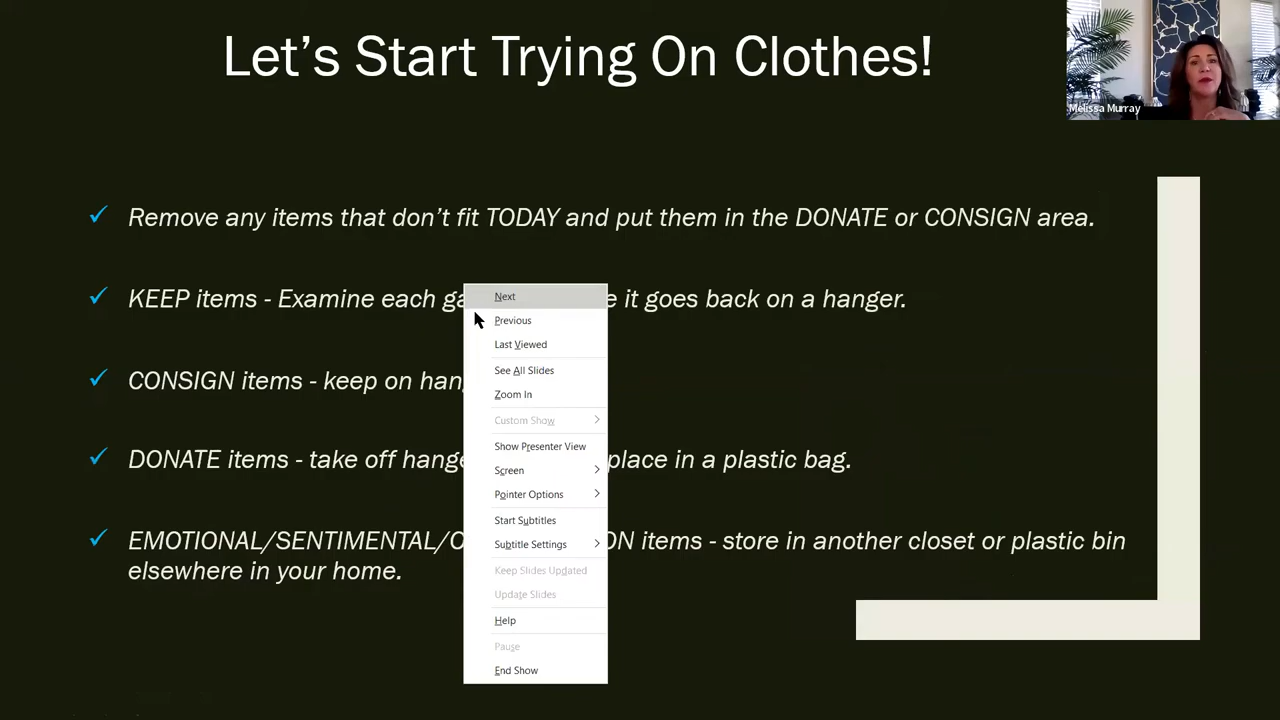 Let's Start Trying On Clothes!
Melissa Murray
✓ Remove any items that don't fit TODAY and put them in the DONATE or CONSIGN area.
✓ KEEP items - Examine each it goes back on a hanger.
✓ CONSIGN items - keep on
✓ DONATE items - take off place in a plastic bag.
✓ EMOTIONAL/SENTIMENTAL/ items - store in another closet or plastic bin
elsewhere in your home.
Next
Previous
Last Viewed
See All Slides
Zoom In
Custom Show
Show Presenter View
Screen
Pointer Options
Start Subtitles
Subtitle Settings
Keep Slides Updated
Update Slides
Help
Pause
End Show